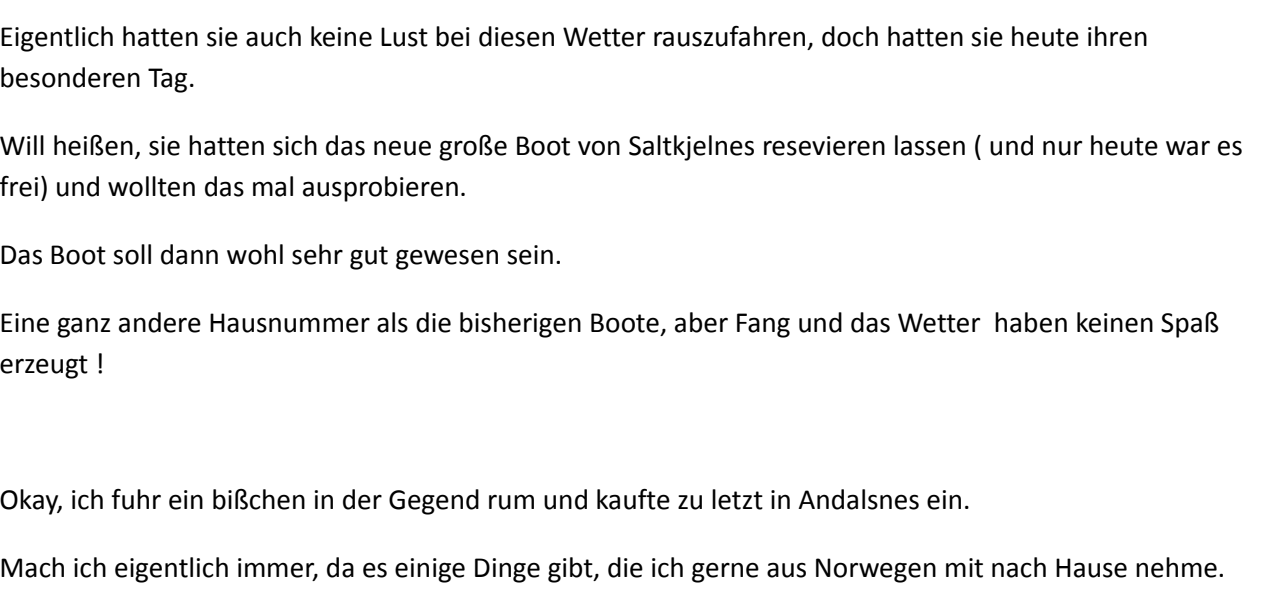 Eigentlich hatten sie auch keine Lust bei diesen Wetter rauszufahren, doch hatten sie heute ihren
besonderen Tag.
Will heißen, sie hatten sich das neue große Boot von Saltkjelnes resevieren lassen ( und nur heute war es
frei) und wollten das mal ausprobieren.
Das Boot soll dann wohl sehr gut gewesen sein.
Eine ganz andere Hausnummer als die bisherigen Boote, aber Fang und das Wetter  haben keinen Spaß
erzeugt !
Okay, ich fuhr ein bißchen in der Gegend rum und kaufte zu letzt in Andalsnes ein.
Mach ich eigentlich immer, da es einige Dinge gibt, die ich gerne aus Norwegen mit nach Hause nehme.